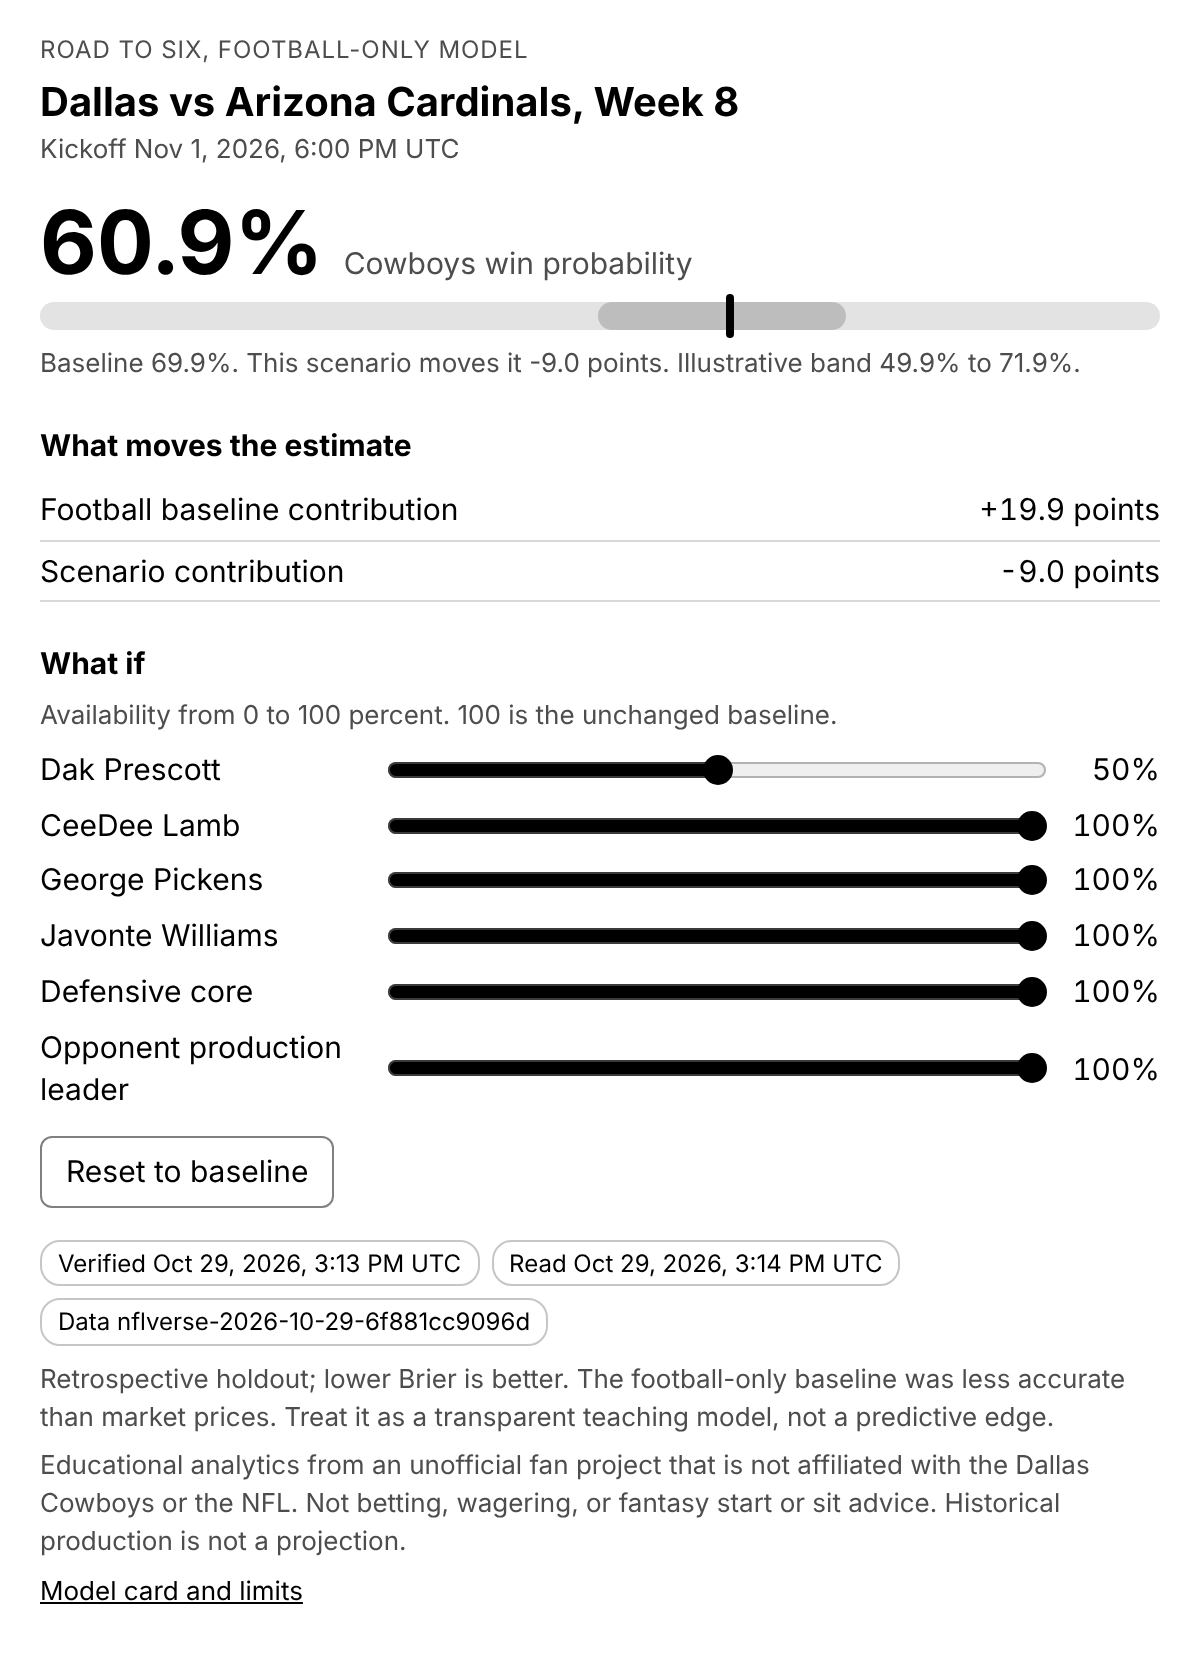 ROAD TO SIX, FOOTBALL-ONLY MODEL
Dallas vs Arizona Cardinals, Week 8
Kickoff Nov 1, 2026, 6:00 PM UTC
60.9% Cowboys win probability
Baseline 69.9%. This scenario moves it -9.0 points. Illustrative band 49.9% to 71.9%.
What moves the estimate
Football baseline contribution +19.9 points
Scenario contribution -9.0 points
What if
Availability from 0 to 100 percent. 100 is the unchanged baseline.
Dak Prescott 50%
CeeDee Lamb 100%
George Pickens 100%
Javonte Williams 100%
Defensive core 100%
Opponent production
leader 100%
Reset to baseline
Verified Oct 29, 2026, 3:13 PM UTC Read Oct 29, 2026, 3:14 PM UTC
Data nflverse-2026-10-29-6f881cc9096d
Retrospective holdout; lower Brier is better. The football-only baseline was less accurate
than market prices. Treat it as a transparent teaching model, not a predictive edge.
Educational analytics from an unofficial fan project that is not affiliated with the Dallas
Cowboys or the NFL. Not betting, wagering, or fantasy start or sit advice. Historical
production is not a projection.
Model card and limits